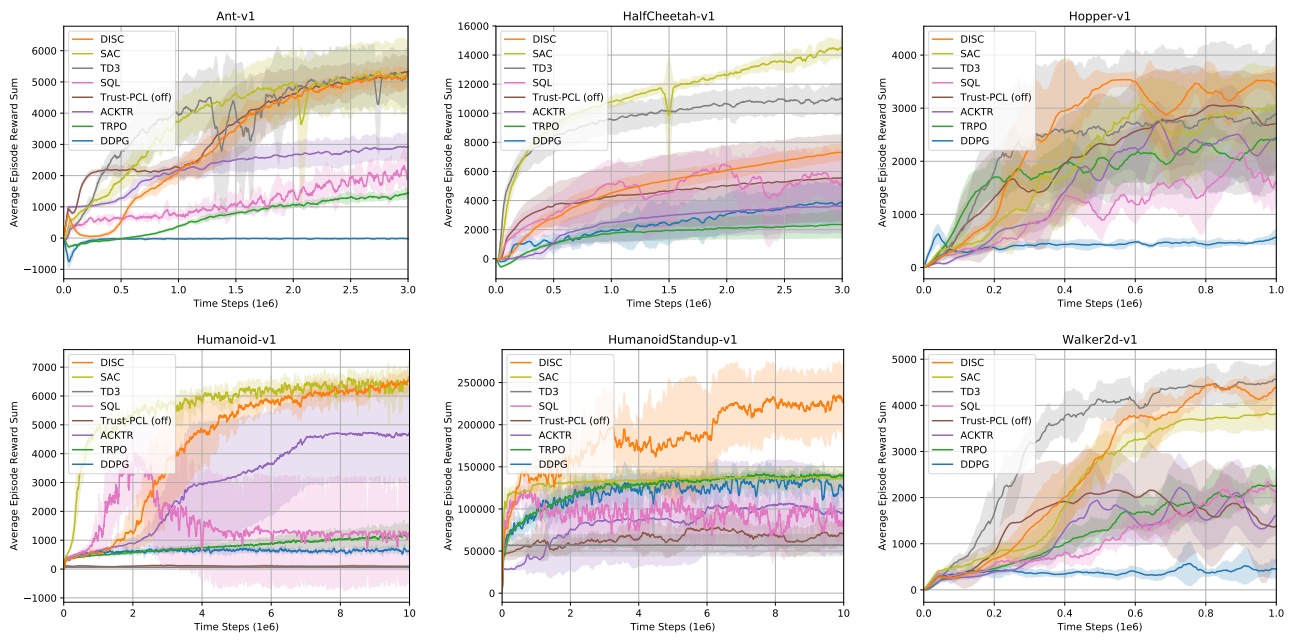 Ant-v1
Average Episode Reward Sum
6000
5000
4000
3000
2000
1000
0
−1000
DISC
SAC
TD3
SQL
Trust-PCL (off)
ACKTR
TRPO
DDPG
0.0 0.5 1.0 1.5 2.0 2.5 3.0
Time Steps (1e6)
HalfCheetah-v1
Average Episode Reward Sum
16000
14000
12000
10000
8000
6000
4000
2000
0
DISC
SAC
TD3
SQL
Trust-PCL (off)
ACKTR
TRPO
DDPG
0.0 0.5 1.0 1.5 2.0 2.5 3.0
Time Steps (1e6)
Hopper-v1
Average Episode Reward Sum
4000
3000
2000
1000
0
DISC
SAC
TD3
SQL
Trust-PCL (off)
ACKTR
TRPO
DDPG
0.0 0.2 0.4 0.6 0.8 1.0
Time Steps (1e6)
Humanoid-v1
Average Episode Reward Sum
7000
6000
5000
4000
3000
2000
1000
0
−1000
DISC
SAC
TD3
SQL
Trust-PCL (off)
ACKTR
TRPO
DDPG
0 2 4 6 8 10
Time Steps (1e6)
HumanoidStandup-v1
Average Episode Reward Sum
250000
200000
150000
100000
50000
0
DISC
SAC
TD3
SQL
Trust-PCL (off)
ACKTR
TRPO
DDPG
0 2 4 6 8 10
Time Steps (1e6)
Walker2d-v1
Average Episode Reward Sum
5000
4000
3000
2000
1000
0
DISC
SAC
TD3
SQL
Trust-PCL (off)
ACKTR
TRPO
DDPG
0.0 0.2 0.4 0.6 0.8 1.0
Time Steps (1e6)